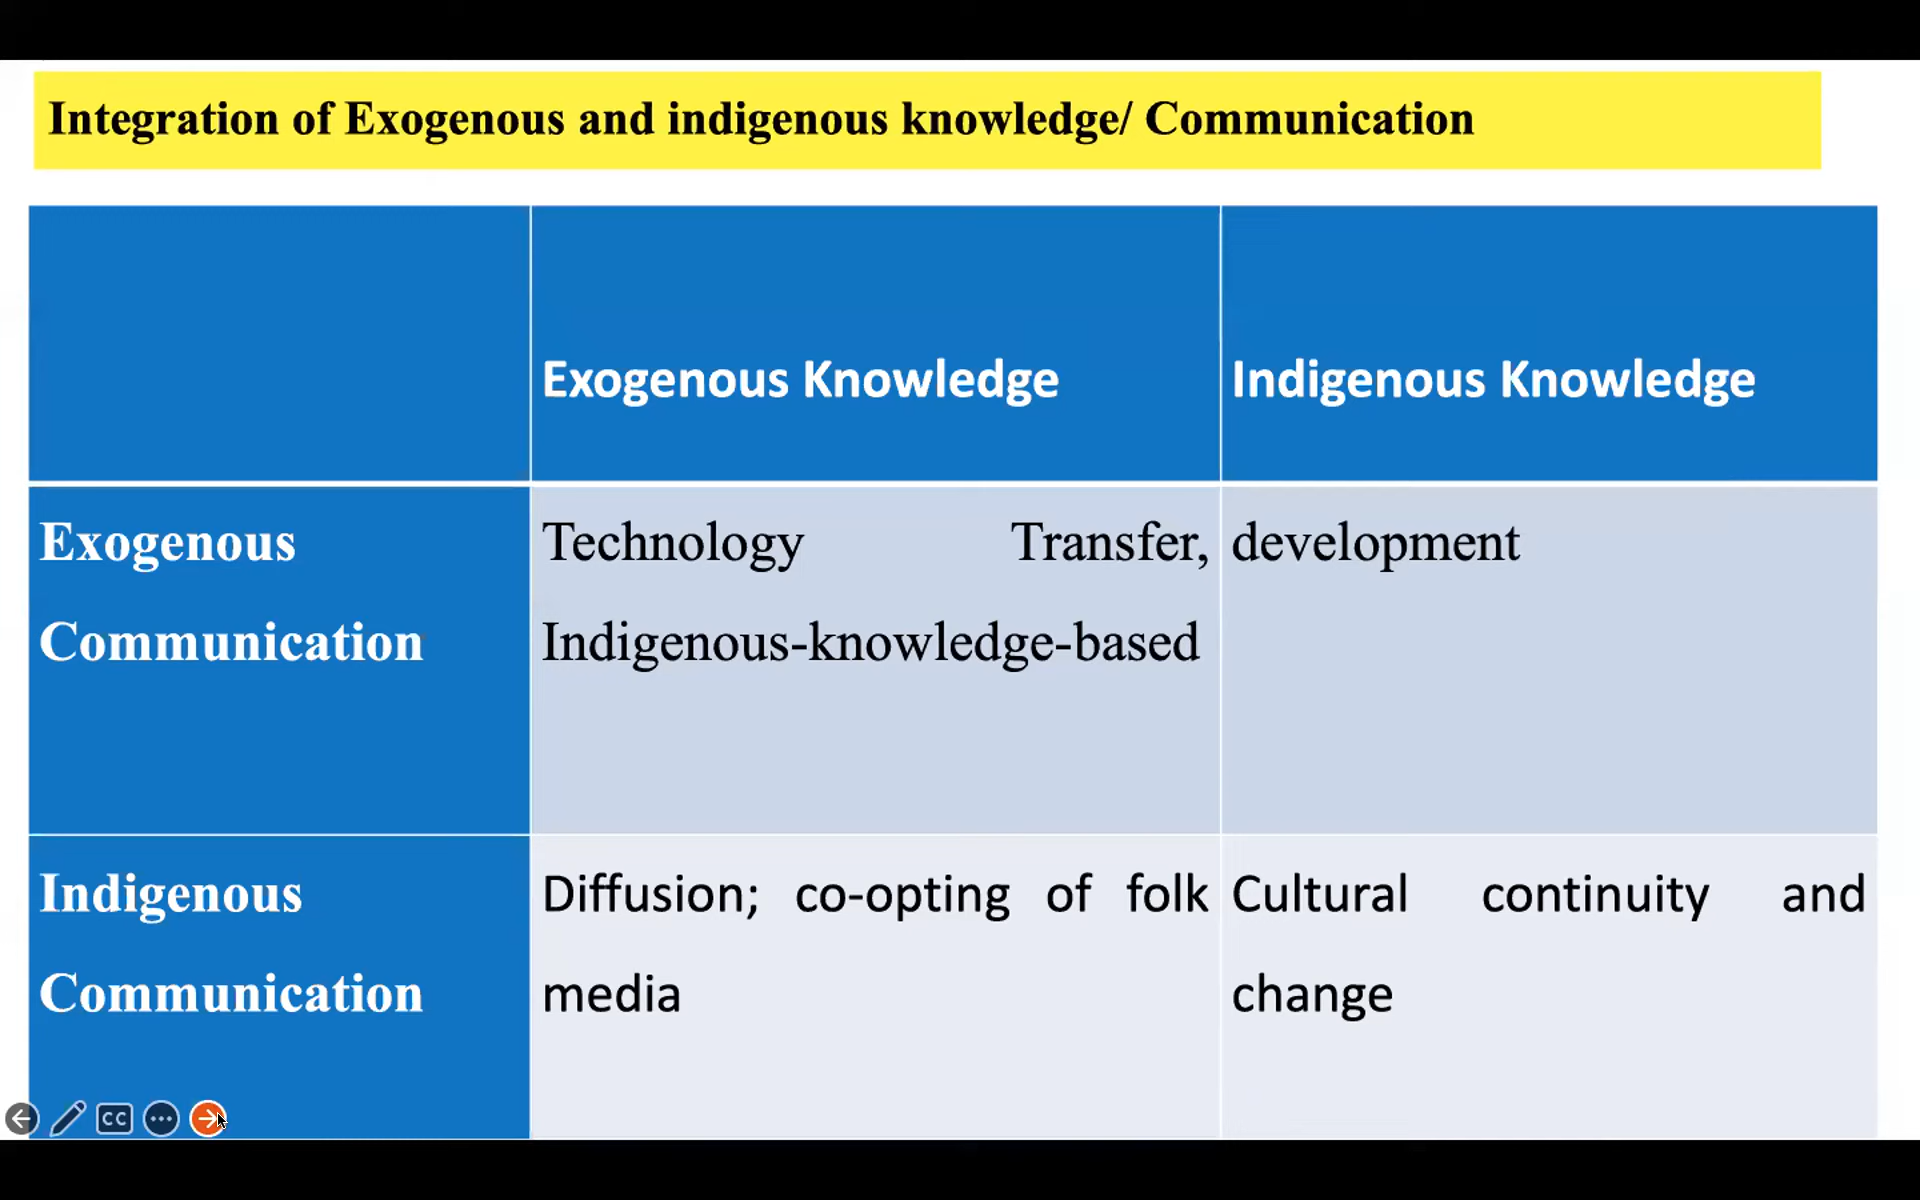 Integration of Exogenous and indigenous knowledge/ Communication
Exogenous Knowledge
Indigenous Knowledge
Exogenous
Communication
Technology Transfer,
Indigenous-knowledge-based
development
Indigenous
Communication
Diffusion; co-opting of folk
media
Cultural continuity and
change
CC